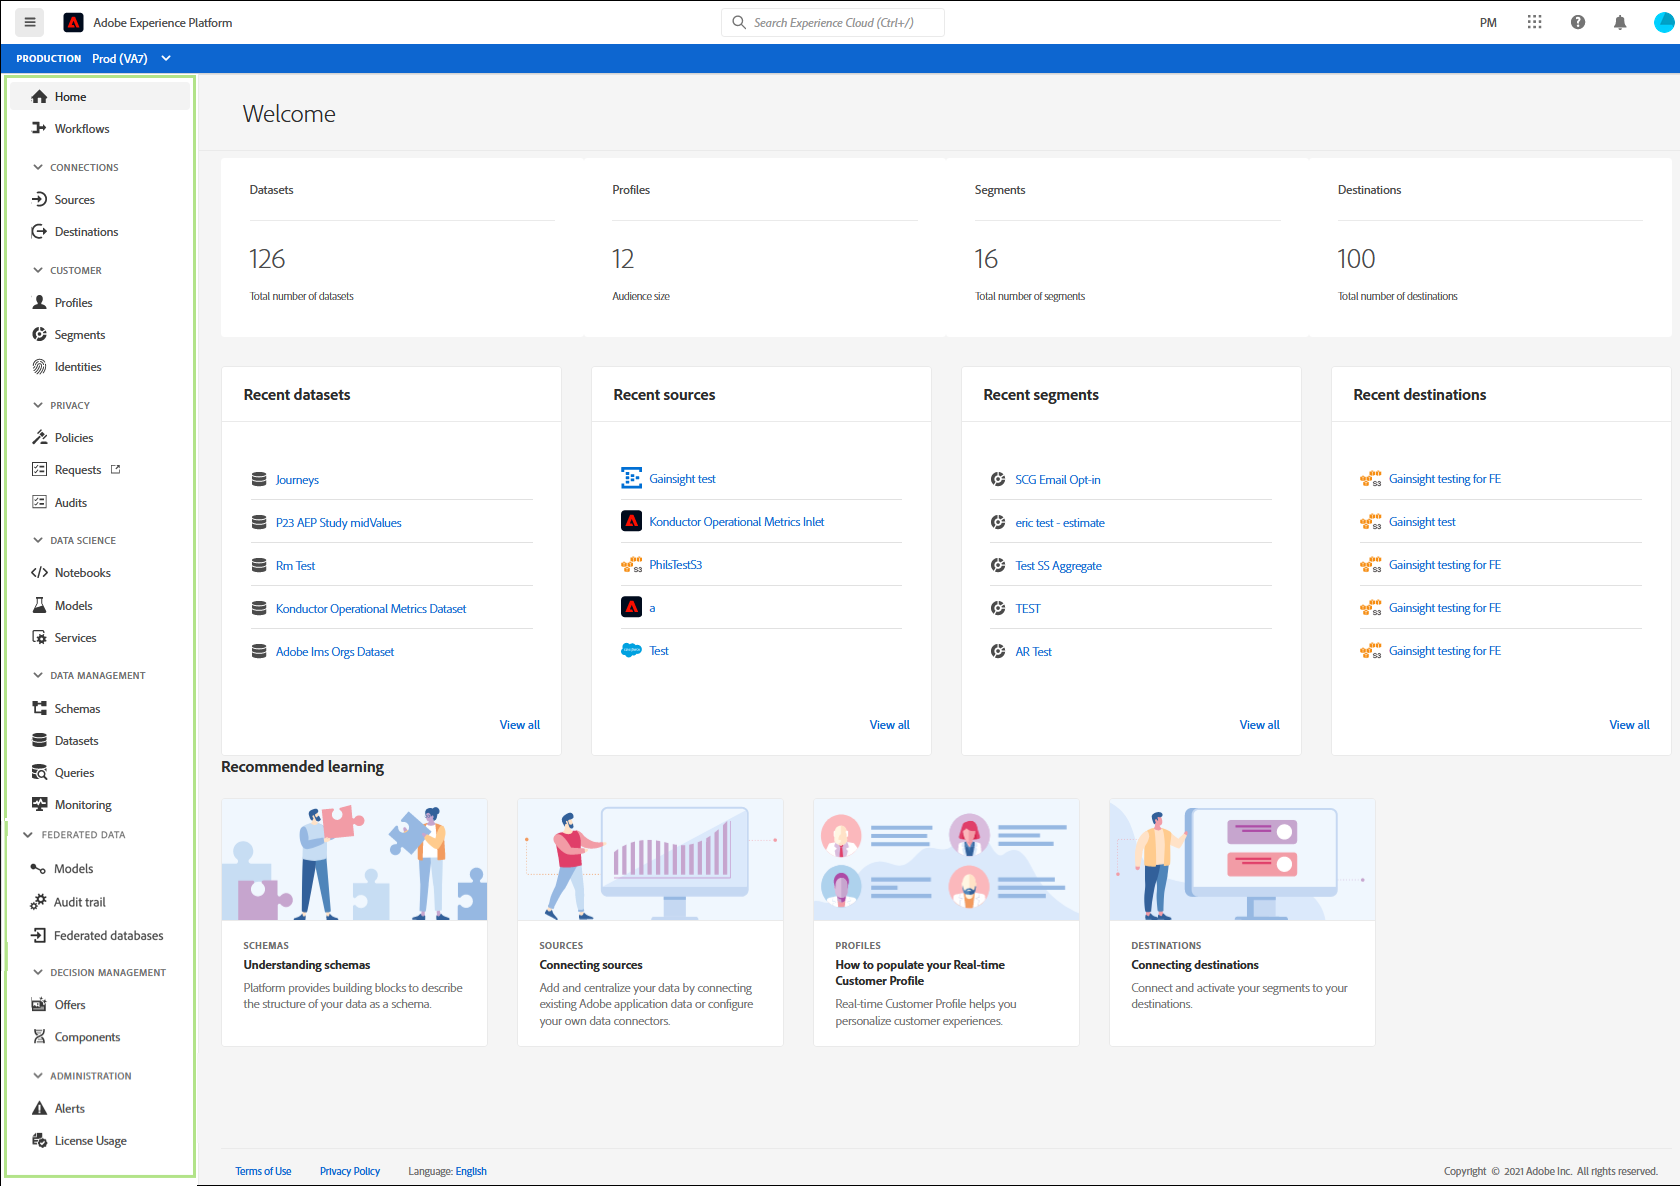 Adobe Experience Platform
Search Experience Cloud (Ctrl+/)
PM
PRODUCTION Prod (VA7)
Home
Workflows
CONNECTIONS
Sources
Destinations
CUSTOMER
Profiles
Segments
Identities
PRIVACY
Policies
Requests
Audits
DATA SCIENCE
Notebooks
Models
Services
DATA MANAGEMENT
Schemas
Datasets
Queries
Monitoring
FEDERATED DATA
Models
Audit trail
Federated databases
DECISION MANAGEMENT
Offers
Components
ADMINISTRATION
Alerts
License Usage
Welcome
Datasets
126
Total number of datasets
Profiles
12
Audience size
Segments
16
Total number of segments
Destinations
100
Total number of destinations
Recent datasets
Journeys
P23 AEP Study midValues
Rm Test
Konductor Operational Metrics Dataset
Adobe Ims Orgs Dataset
View all
Recent sources
Gainsight test
Konductor Operational Metrics Inlet
S3 PhilsTestS3
a
Test
View all
Recent segments
SCG Email Opt-in
eric test - estimate
Test SS Aggregate
TEST
AR Test
View all
Recent destinations
S3 Gainsight testing for FE
S3 Gainsight test
S3 Gainsight testing for FE
S3 Gainsight testing for FE
S3 Gainsight testing for FE
View all
Recommended learning
SCHEMAS
Understanding schemas
Platform provides building blocks to describe
the structure of your data as a schema.
SOURCES
Connecting sources
Add and centralize your data by connecting
existing Adobe application data or configure
your own data connectors.
PROFILES
How to populate your Real-time
Customer Profile
Real-time Customer Profile helps you
personalize customer experiences.
DESTINATIONS
Connecting destinations
Connect and activate your segments to your
destinations.
Terms of Use Privacy Policy Language: English
Copyright © 2021 Adobe Inc. All rights reserved.